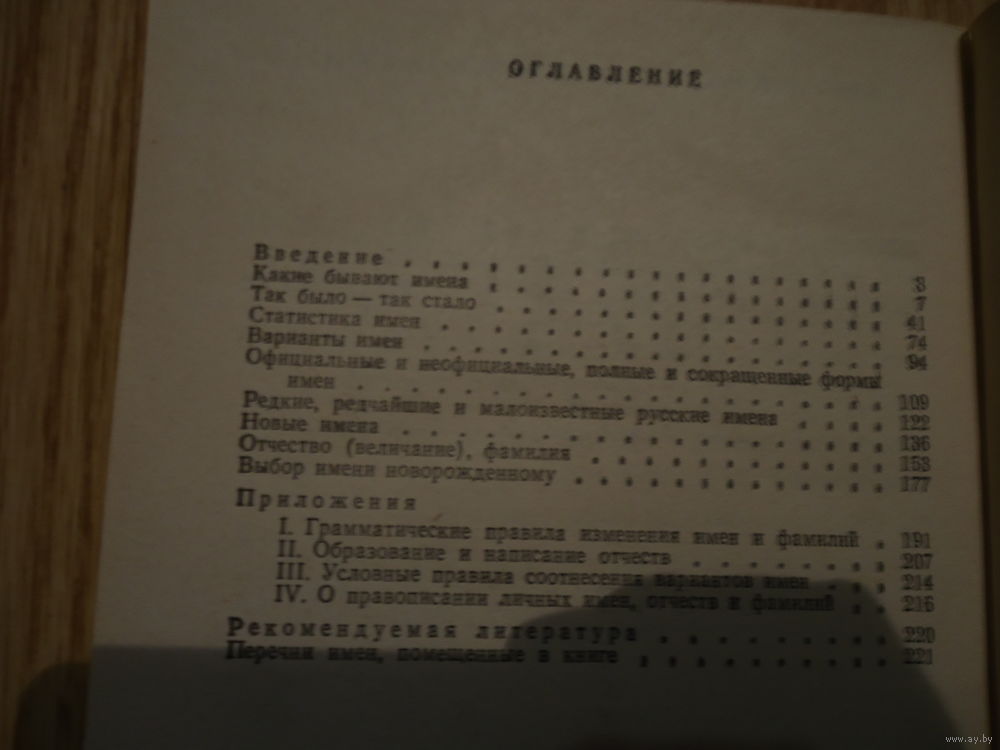 ОГЛАВЛЕНИЕ
Введение . . . . . . . . . . . . . . . . . 3
Какие бывают имена . . . . . . . . . . . . . . 7
Так было — так стало . . . . . . . . . . . . . . 41
Статистика имен . . . . . . . . . . . . . . . . 74
Варианты имен . . . . . . . . . . . . . . . . 94
Официальные и неофициальные, полные и сокращенные формы
имен . . . . . . . . . . . . . . . . . . . 109
Редкие, редчайшие и малоизвестные русские имена . . . . 122
Новые имена . . . . . . . . . . . . . . . . . 136
Отчество (величание), фамилия . . . . . . . . . . . 153
Выбор имени новорожденному . . . . . . . . . . . 177
Приложения
I. Грамматические правила изменения имен и фамилий . 191
II. Образование и написание отчеств . . . . . . . 207
III. Условные правила соотнесения вариантов имен . . . 214
IV. О правописании личных имен, отчеств и фамилий . . 216
Рекомендуемая литература . . . . . . . . 220
Перечни имен, помещенные в книге . . . . . . . . . 221
www.ay.by